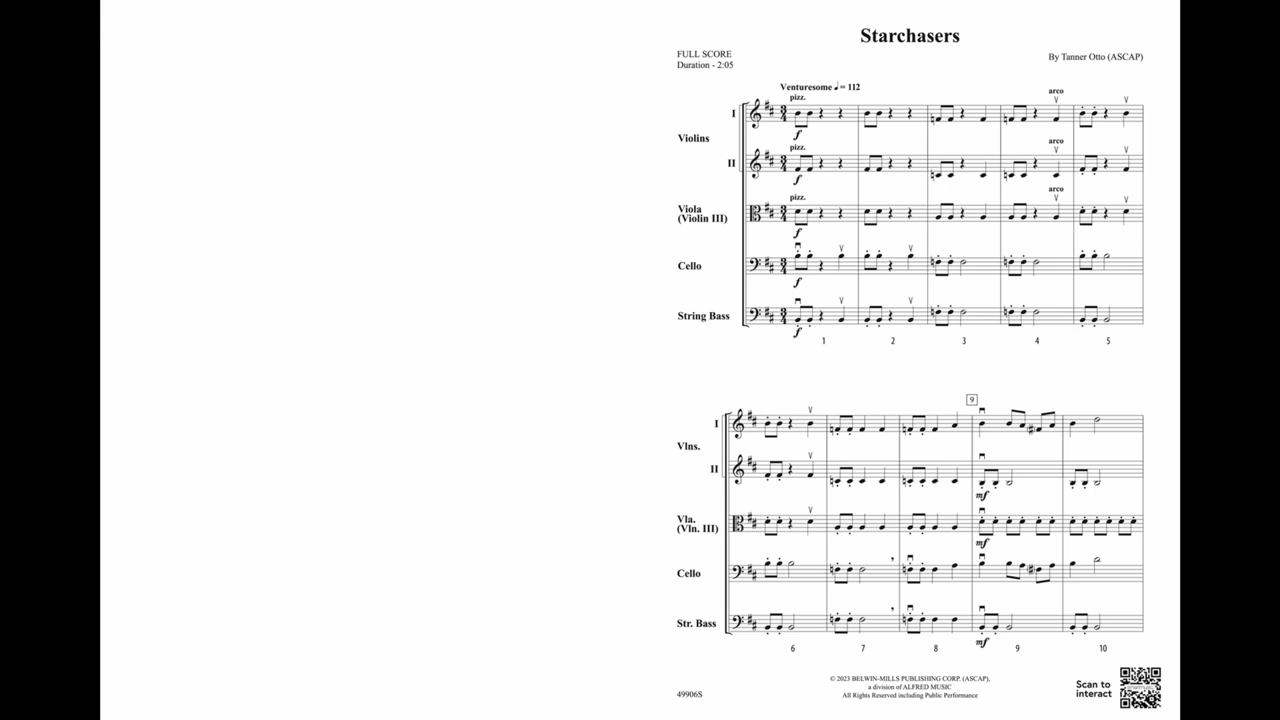 Starchasers
FULL SCORE
Duration - 2:05
By Tanner Otto (ASCAP)
Venturesome ♩ = 112
pizz.
arco
I
Violins
f
pizz.
arco
II
f
pizz.
arco
Viola
(Violin III)
f
Cello
f
String Bass
f
1 2 3 4 5
9
I
Vlns.
II
mf
Vla.
(Vln. III)
mf
Cello
Str. Bass
mf
6 7 8 9 10
© 2023 BELWIN-MILLS PUBLISHING CORP. (ASCAP),
a division of ALFRED MUSIC
All Rights Reserved including Public Performance
49906S
Scan to
interact